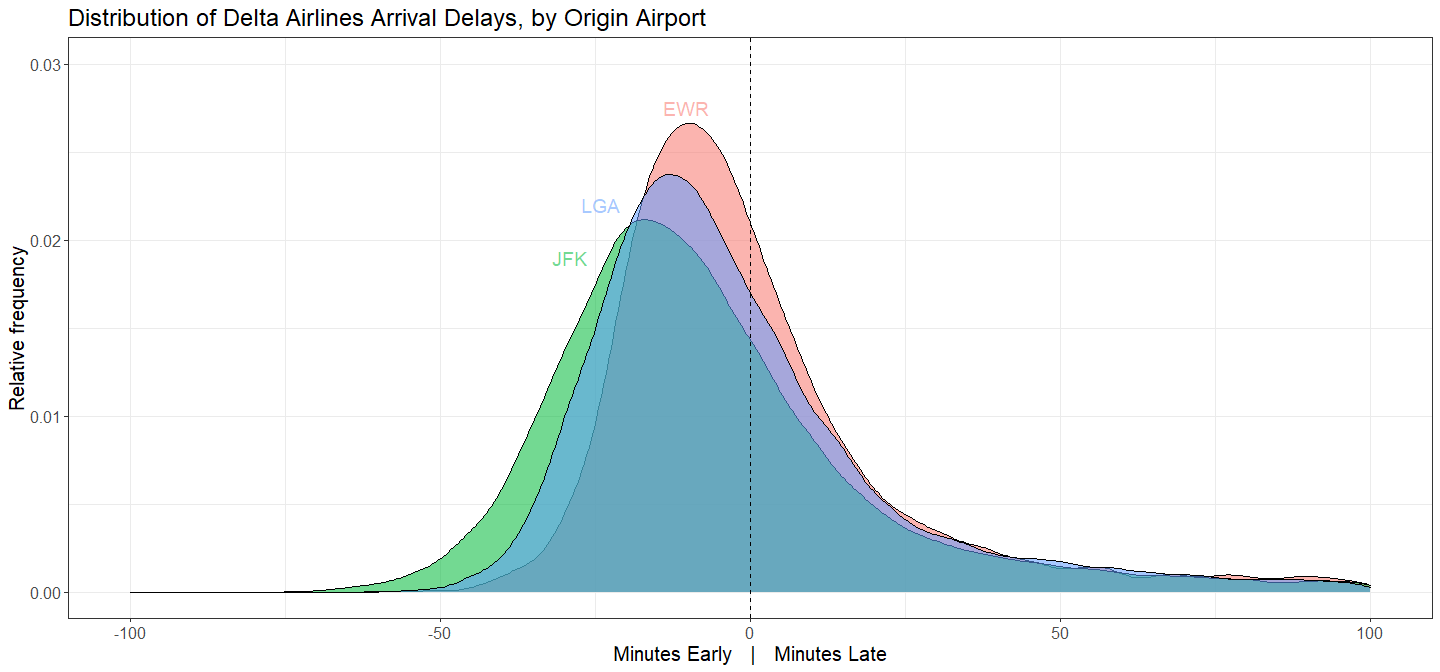 Distribution of Delta Airlines Arrival Delays, by Origin Airport
0.03
EWR
LGA
0.02
JFK
Relative frequency
0.01
0.00
-100 -50 0 50 100
Minutes Early | Minutes Late